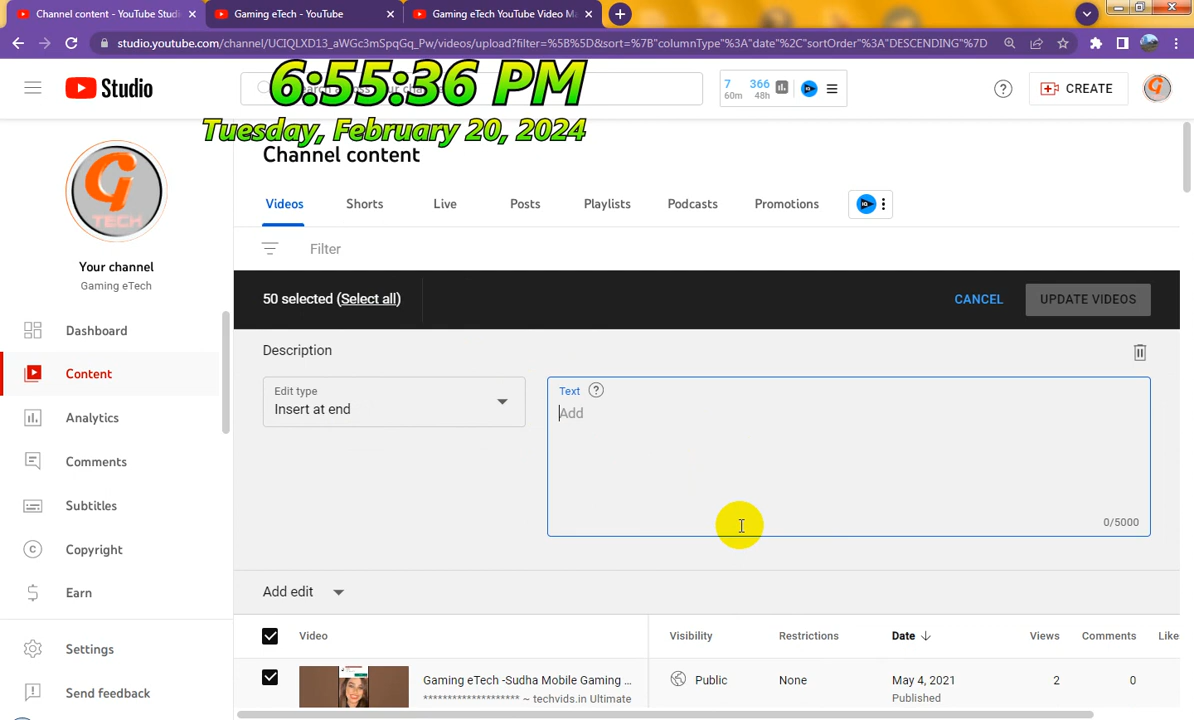 Channel content - YouTube Studi
Gaming eTech - YouTube
Gaming eTech YouTube Video Ma
studio.youtube.com/channel/UCIQLXD13_aWGc3mSpqGq_Pw/videos/upload?filter=%5B%5D&sort=%7B"columnType"%3A"date"%2C"sortOrder"%3A"DESCENDING"%7D
Studio
7
60m
366
48h
CREATE
6:55:36 PM
Tuesday, February 20, 2024
Channel content
G
TECH
Your channel
Gaming eTech
Dashboard
Content
Analytics
Comments
Subtitles
Copyright
Earn
Settings
Send feedback
Videos
Shorts
Live
Posts
Playlists
Podcasts
Promotions
Filter
50 selected (Select all)
CANCEL
UPDATE VIDEOS
Description
Edit type
Insert at end
Text
Add
0/5000
Add edit
Video
Visibility
Restrictions
Date
Views
Comments
Like
Gaming eTech -Sudha Mobile Gaming ...
******************* ~ techvids.in Ultimate
Public
None
May 4, 2021
Published
2
0